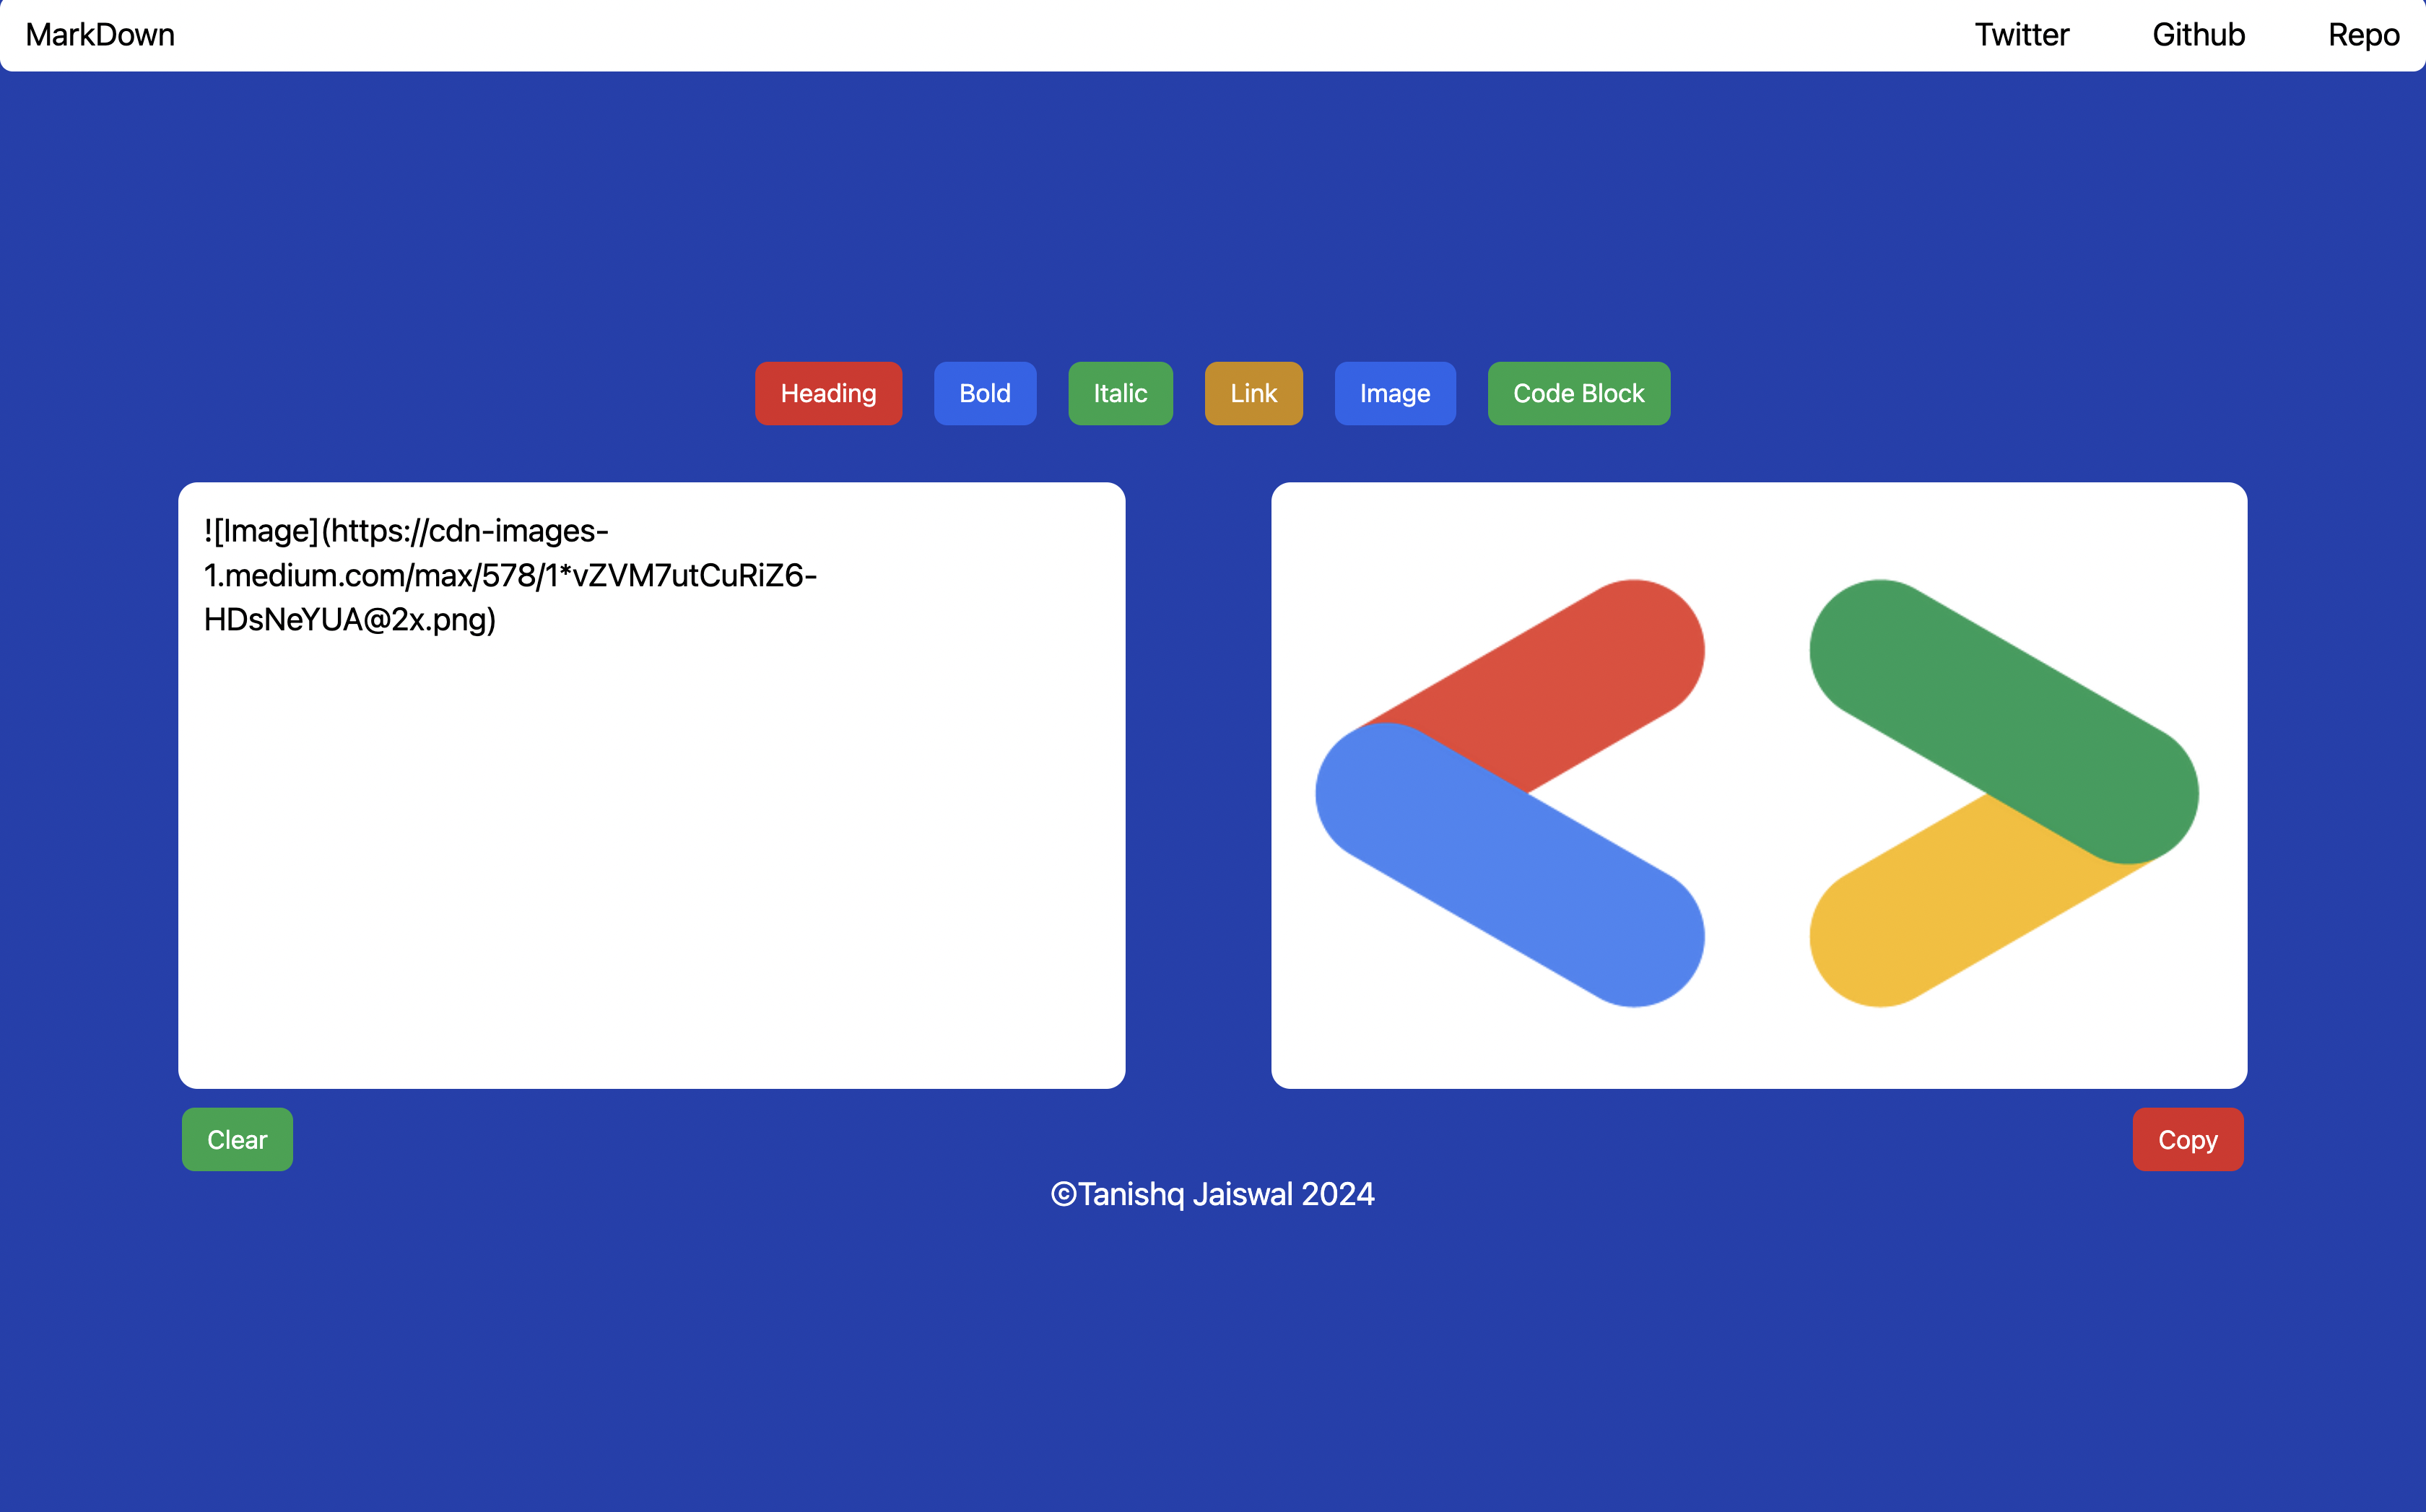 MarkDown
Twitter
Github
Repo
Heading
Bold
Italic
Link
Image
Code Block
![Image](https://cdn-images-
1.medium.com/max/578/1*vZVM7utCuRiZ6-
HDsNeYUA@2x.png)
Clear
Copy
©Tanishq Jaiswal 2024